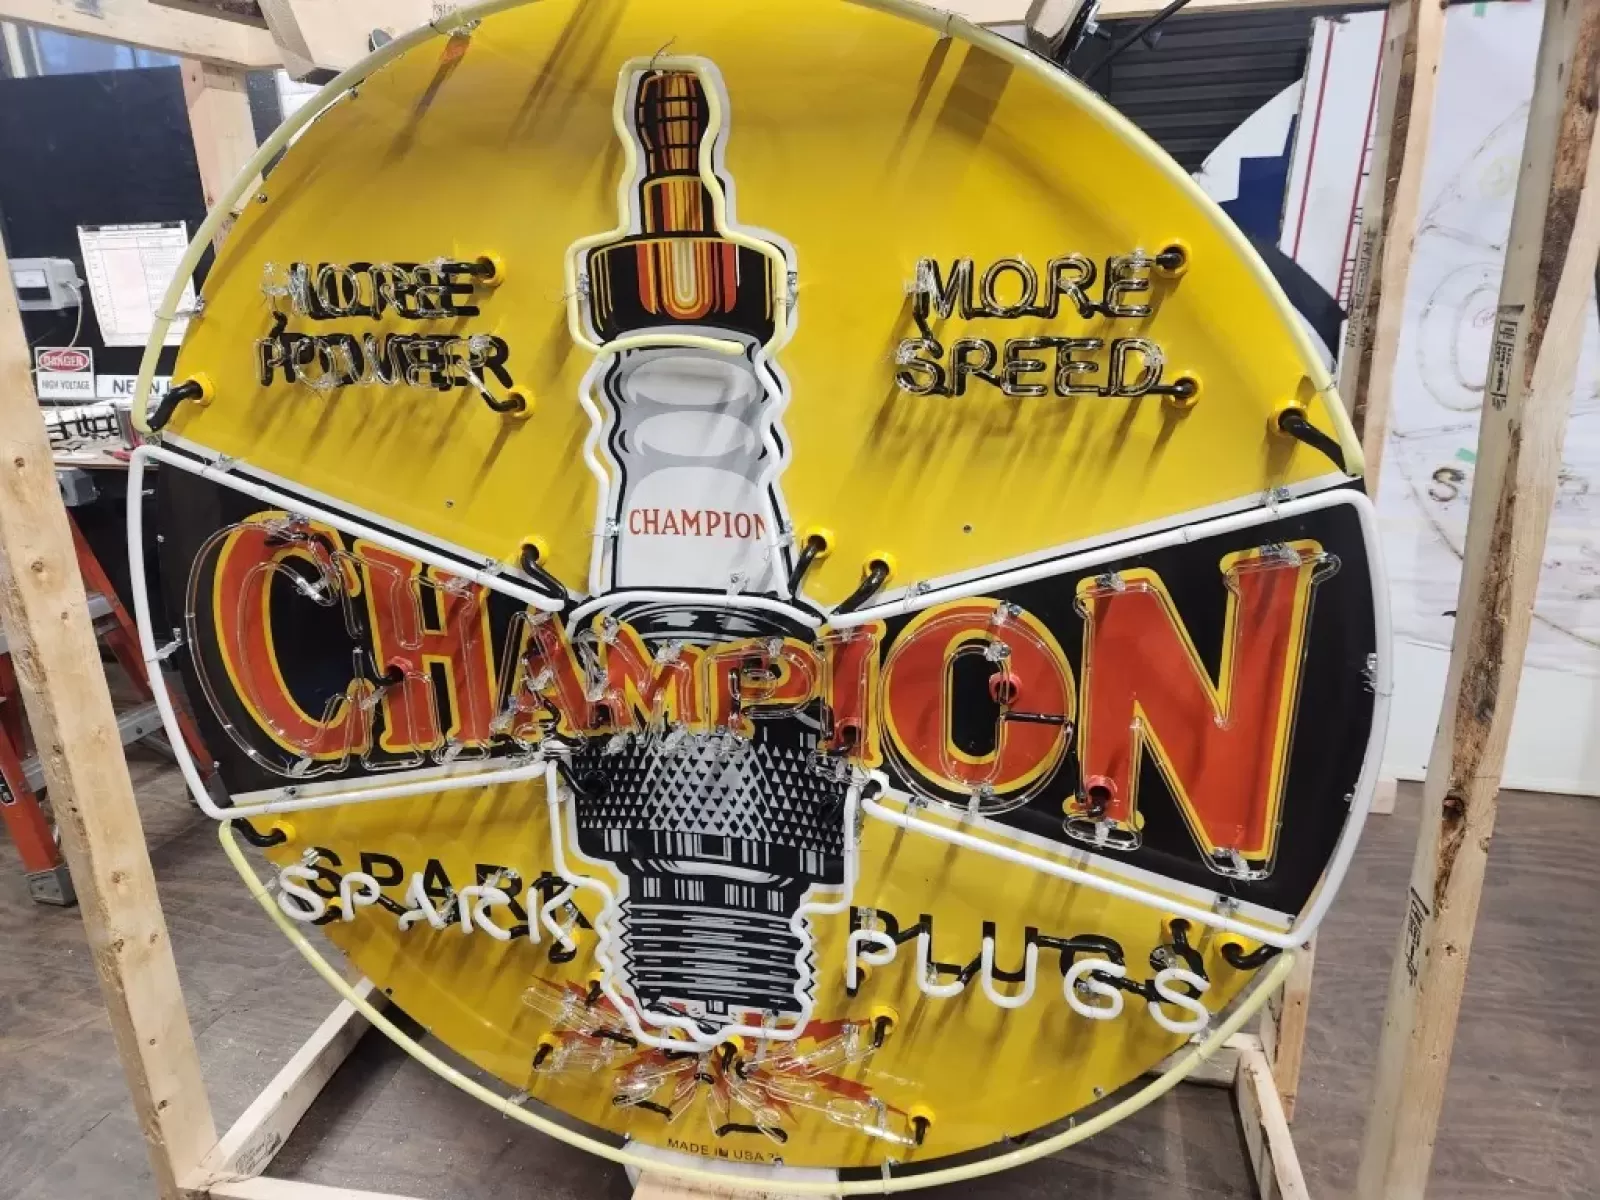 MORE
POWER
MORE
SPEED
CHAMPION
CHAMPION
SPARK
PLUGS
MADE IN USA
DANGER
HIGH VOLTAGE